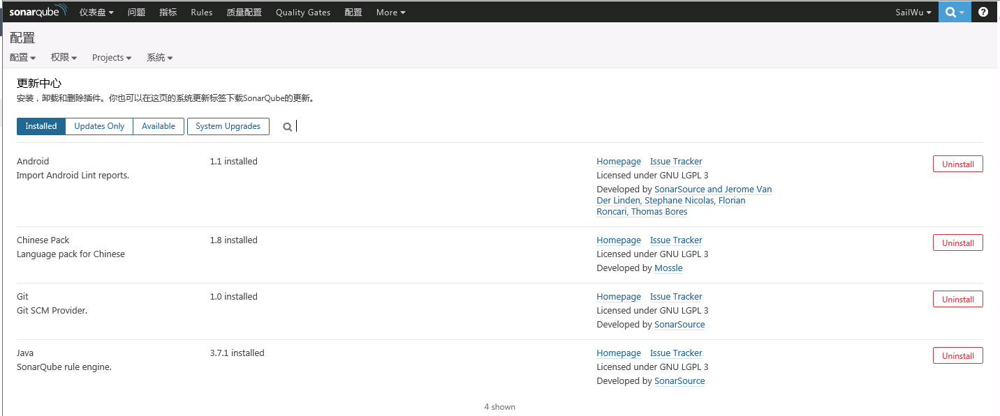 sonarqube 仪表盘 问题 指标 Rules 质量配置 Quality Gates 配置 More SailWu ?
配置
配置 权限 Projects 系统
更新中心
安装，卸载和删除插件。你也可以在这页的系统更新标签下载SonarQube的更新。
Installed Updates Only Available System Upgrades
Android 1.1 installed Homepage Issue Tracker Uninstall
Import Android Lint reports. Licensed under GNU LGPL 3
Developed by SonarSource and Jerome Van
Der Linden, Stephane Nicolas, Florian
Roncari, Thomas Bores
Chinese Pack 1.8 installed Homepage Issue Tracker Uninstall
Language pack for Chinese Licensed under GNU LGPL 3
Developed by Mossle
Git 1.0 installed Homepage Issue Tracker Uninstall
Git SCM Provider. Licensed under GNU LGPL 3
Developed by SonarSource
Java 3.7.1 installed Homepage Issue Tracker Uninstall
SonarQube rule engine. Licensed under GNU LGPL 3
Developed by SonarSource
4 shown